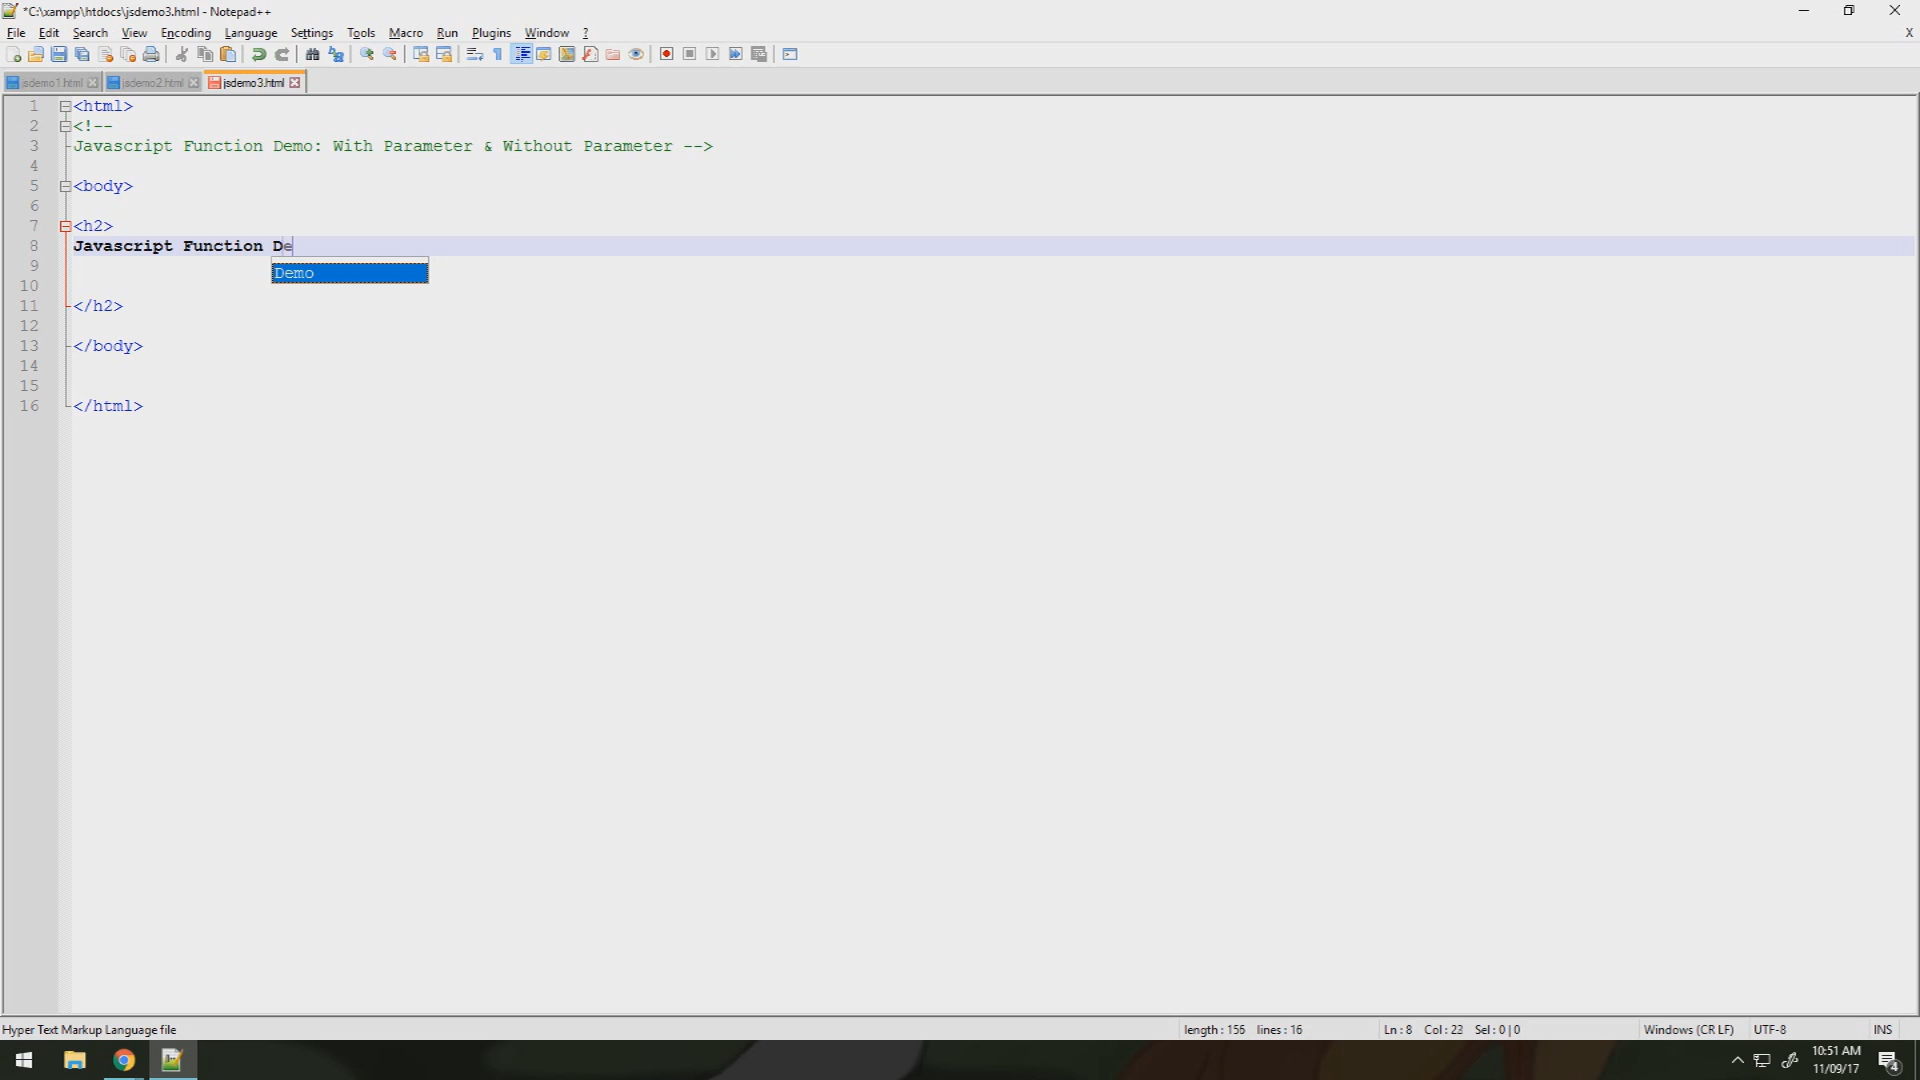 *C:\xampp\htdocs\jsdemo3.html - Notepad++
File Edit Search View Encoding Language Settings Tools Macro Run Plugins Window ? X
jsdemo1.html jsdemo2.html jsdemo3.html
1 <html>
2 <!--
3 Javascript Function Demo: With Parameter & Without Parameter -->
4
5 <body>
6
7 <h2>
8 Javascript Function De
9
Demo
10
11 </h2>
12
13 </body>
14
15
16 </html>
Hyper Text Markup Language file length : 155 lines : 16 Ln : 8 Col : 23 Sel : 0 | 0 Windows (CR LF) UTF-8 INS
10:51 AM
11/09/17
4